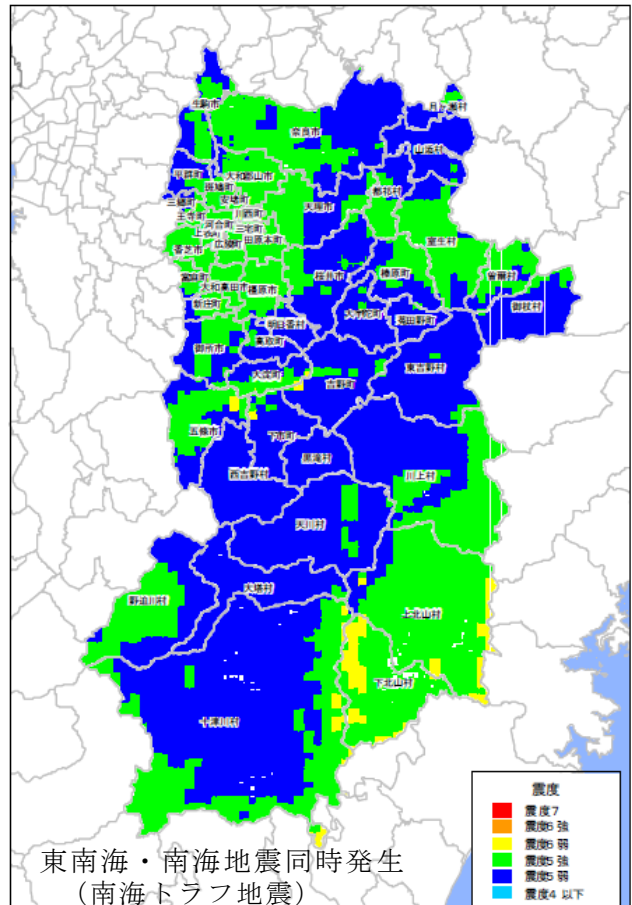 生駒市
奈良市
月ヶ瀬村
山添村
平群町
大和郡山市
都祁村
斑鳩町
三郷町
安堵町
天理市
王寺町
川西町
河合町
三宅町
上牧町
室生村
香芝市
広陵町
田原本町
曽爾村
當麻町
桜井市
榛原町
大和高田市
橿原市
御杖村
新庄町
大宇陀町
菟田野町
明日香村
御所市
高取町
東吉野村
大淀町
吉野町
五條市
下市町
黒滝村
西吉野村
川上村
天川村
大塔村
野迫川村
上北山村
下北山村
十津川村
震度
震度7
震度6 強
震度6 弱
震度5 強
震度5 弱
震度4 以下
東南海・南海地震同時発生
(南海トラフ地震)